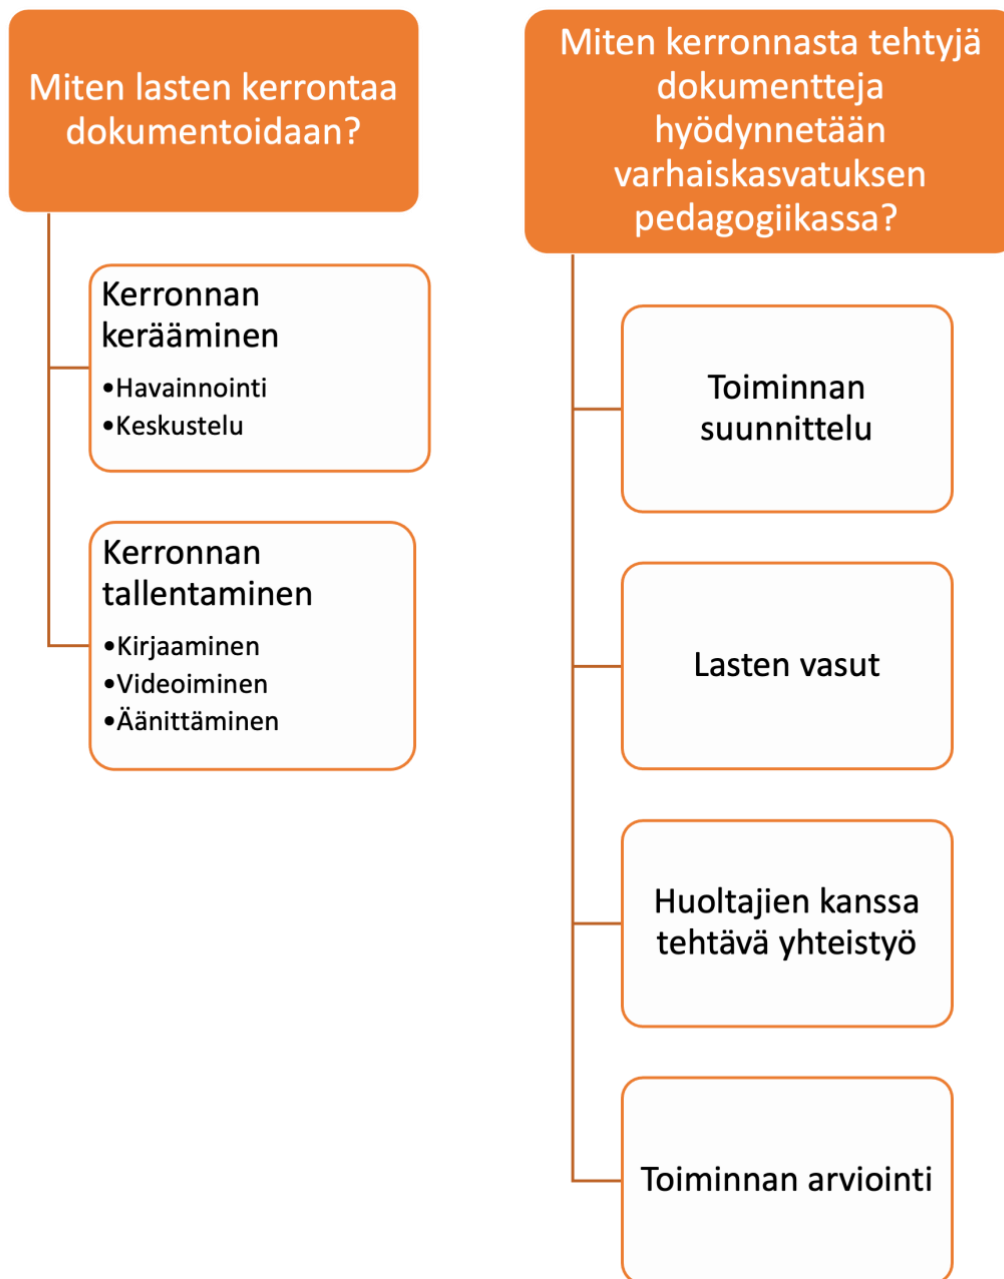 Miten lasten kerrontaa
dokumentoidaan?
Kerronnan
kerääminen
•Havainnointi
•Keskustelu
Kerronnan
tallentaminen
•Kirjaaminen
•Videoiminen
•Äänittäminen
Miten kerronnasta tehtyjä
dokumentteja
hyödynnetään
varhaiskasvatuksen
pedagogiikassa?
Toiminnan
suunnittelu
Lasten vasut
Huoltajien kanssa
tehtävä yhteistyö
Toiminnan arviointi